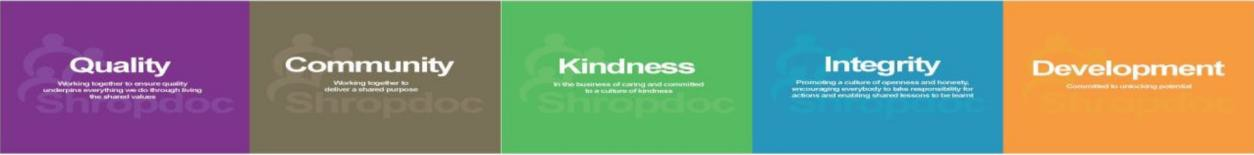 Quality
Working together to ensure quality
underpins everything we do through living
the shared values
Shropdoc
Community
Working together to
deliver a shared purpose
Shropdoc
Kindness
In the business of caring and committed
to a culture of kindness
Shropdoc
Integrity
Promoting a culture of openness and honesty,
encouraging everybody to take responsibility for
actions and enabling shared lessons to be learnt
Shropdoc
Development
Committed to unlocking potential
Shropdoc